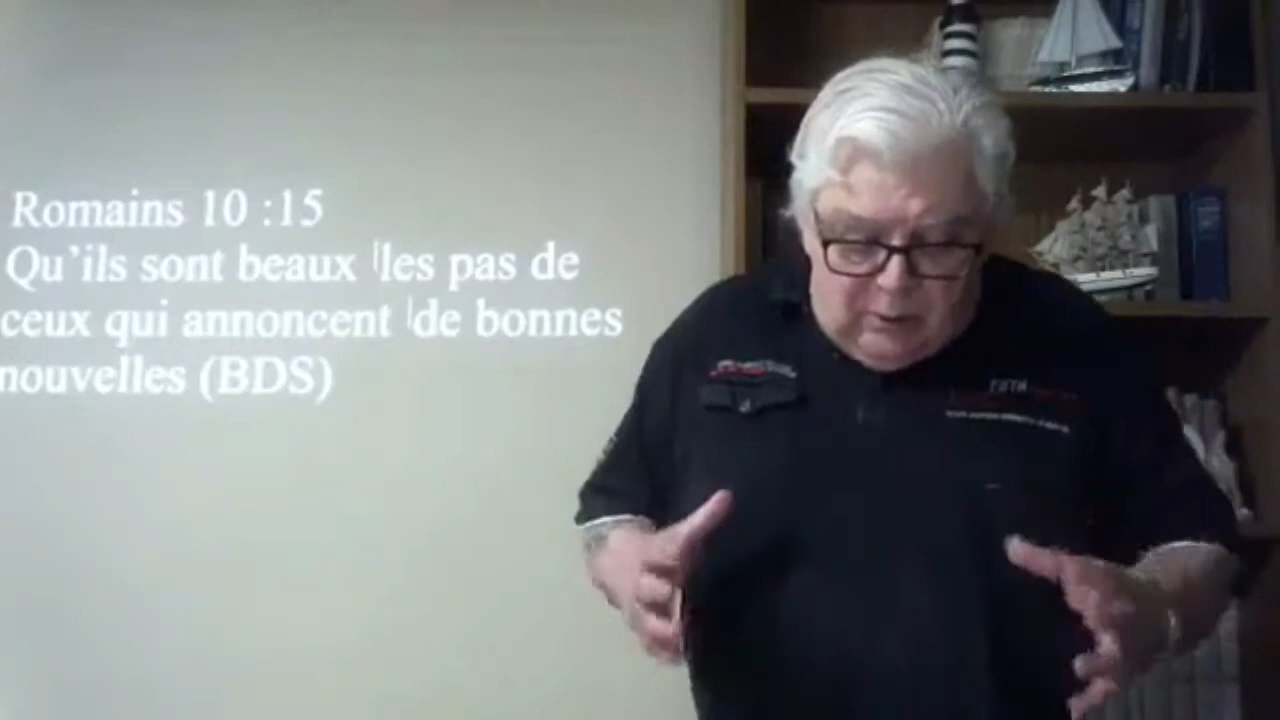 Romains 10 :15
Qu’ils sont beaux |les pas de
ceux qui annoncent |de bonnes
nouvelles (BDS)